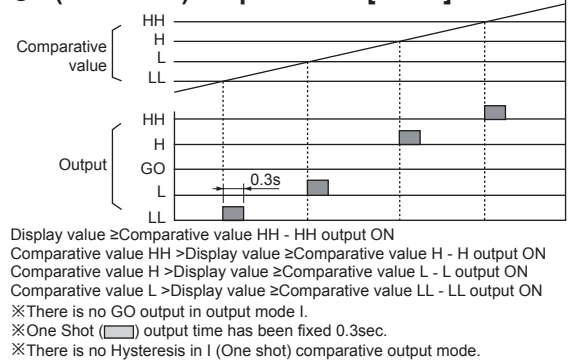 HH
H
L
LL
Comparative
value
HH
H
GO
L
LL
Output
0.3s
Display value ≥Comparative value HH - HH output ON
Comparative value HH >Display value ≥Comparative value H - H output ON
Comparative value H >Display value ≥Comparative value L - L output ON
Comparative value L >Display value ≥Comparative value LL - LL output ON
※There is no GO output in output mode I.
※One Shot ( ) output time has been fixed 0.3sec.
※There is no Hysteresis in I (One shot) comparative output mode.